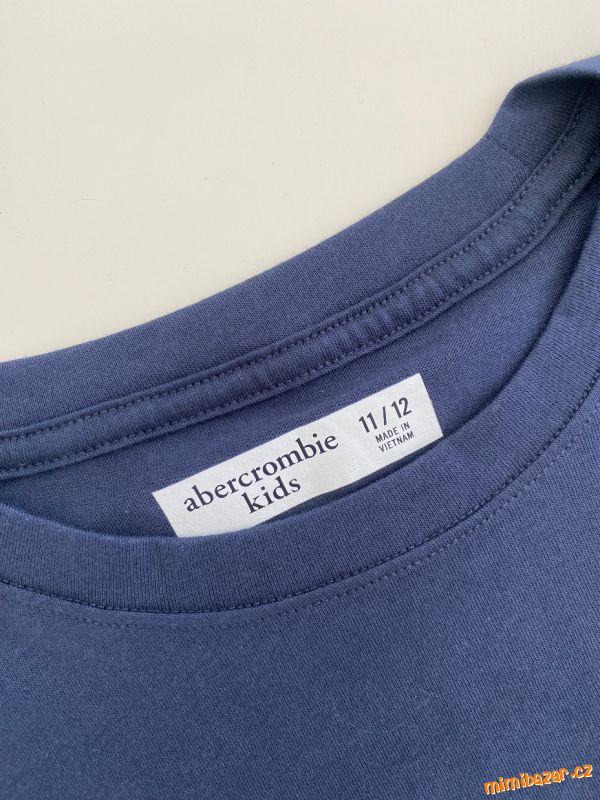 abercrombie
kids
11 / 12
MADE IN
VIETNAM
mimibazar.cz